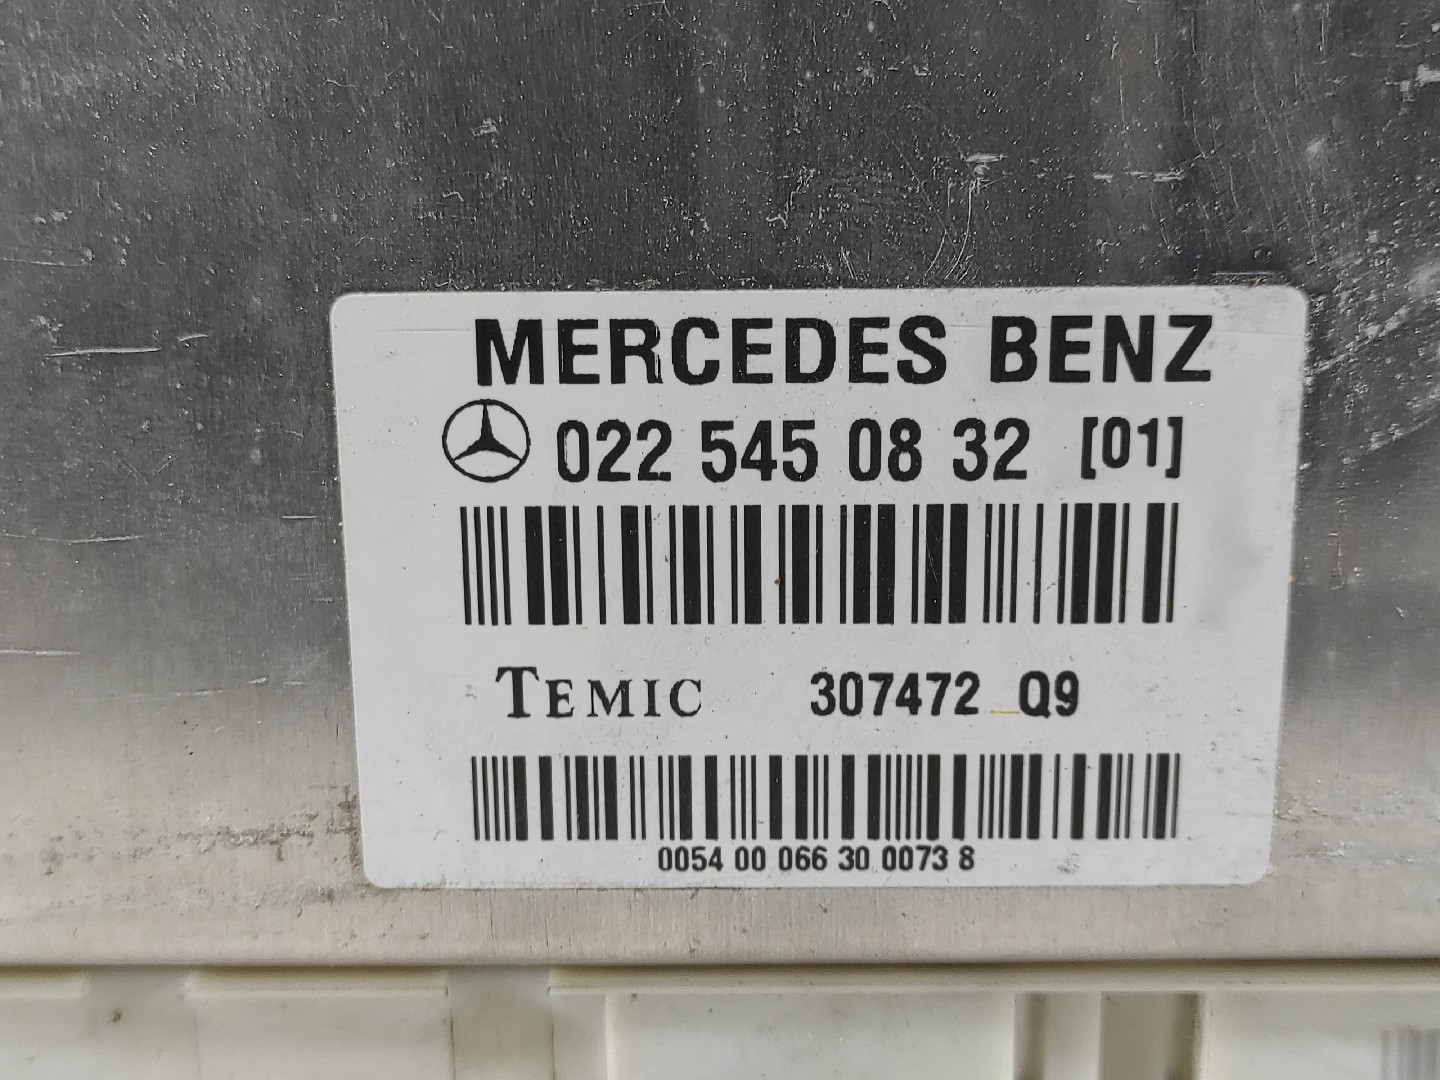 MERCEDES BENZ
022 545 08 32 [01]
TEMIC 307472 Q9
0054 00 066 30 0073 8